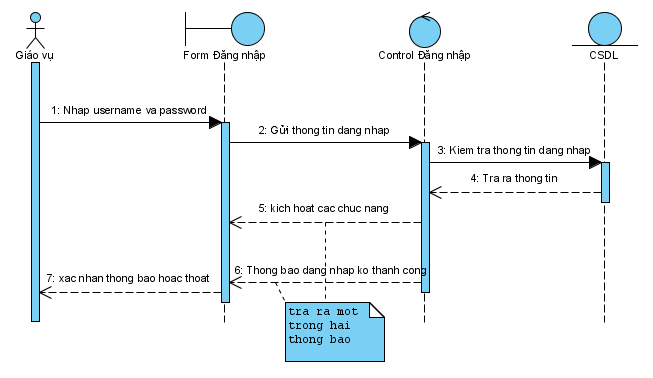 Giáo vụ
Form Đăng nhập
Control Đăng nhập
CSDL
1: Nhap username va password
2: Gửi thong tin dang nhap
3: Kiem tra thong tin dang nhap
4: Tra ra thong tin
5: kich hoat cac chuc nang
6: Thong bao dang nhap ko thanh cong
7: xac nhan thong bao hoac thoat
tra ra mot
trong hai
thong bao